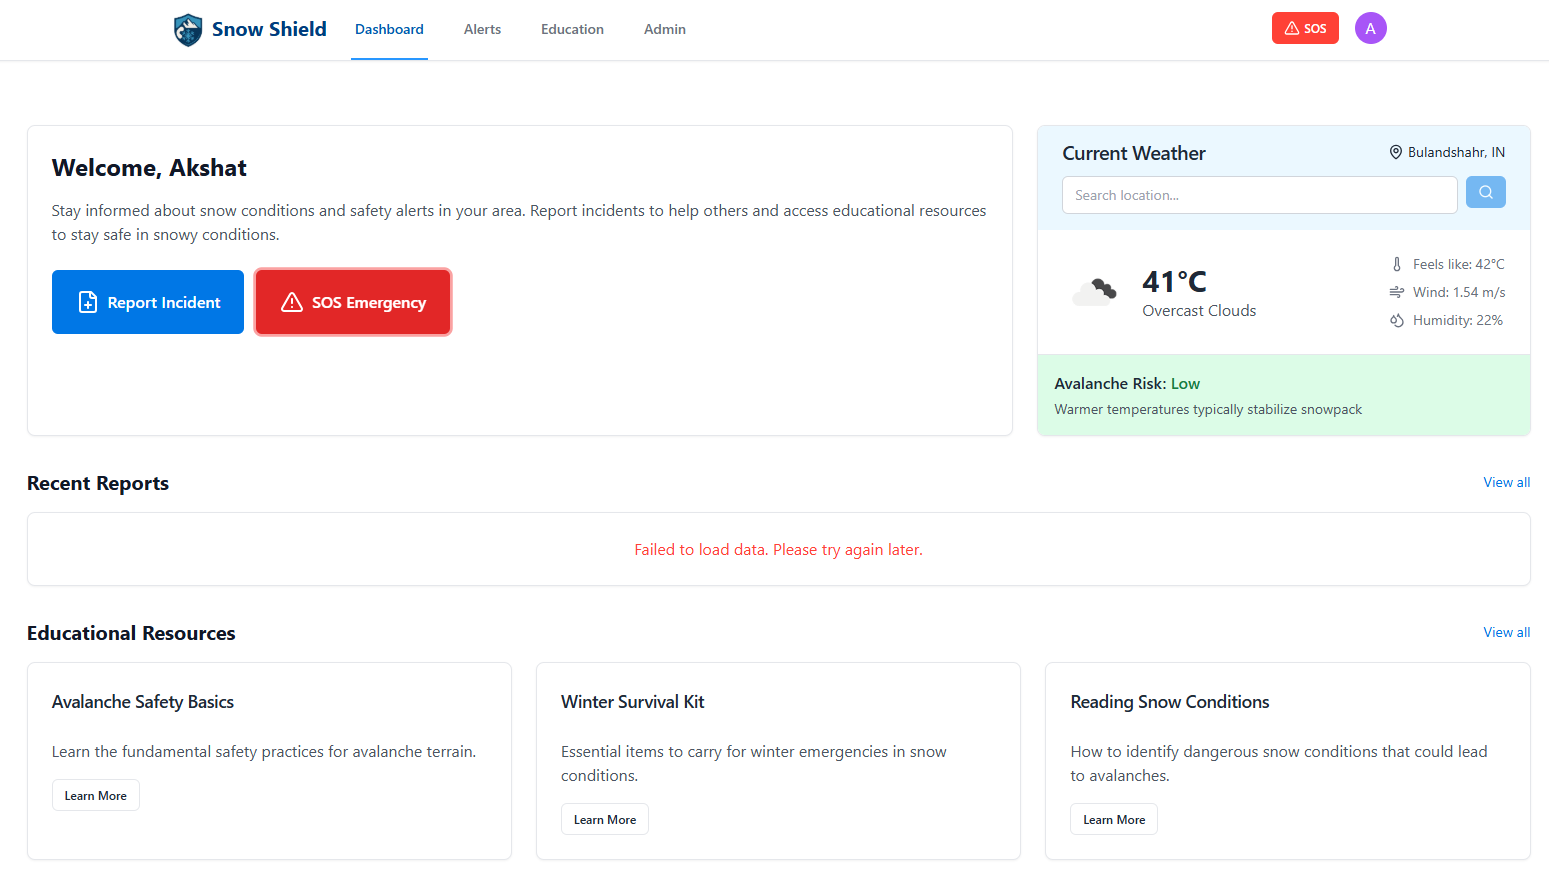 Snow Shield
Dashboard
Alerts
Education
Admin
SOS
A
Welcome, Akshat
Stay informed about snow conditions and safety alerts in your area. Report incidents to help others and access educational resources
to stay safe in snowy conditions.
Report Incident
SOS Emergency
Current Weather
Bulandshahr, IN
Search location...
41°C
Overcast Clouds
Feels like: 42°C
Wind: 1.54 m/s
Humidity: 22%
Avalanche Risk: Low
Warmer temperatures typically stabilize snowpack
Recent Reports
View all
Failed to load data. Please try again later.
Educational Resources
View all
Avalanche Safety Basics
Learn the fundamental safety practices for avalanche terrain.
Learn More
Winter Survival Kit
Essential items to carry for winter emergencies in snow
conditions.
Learn More
Reading Snow Conditions
How to identify dangerous snow conditions that could lead
to avalanches.
Learn More